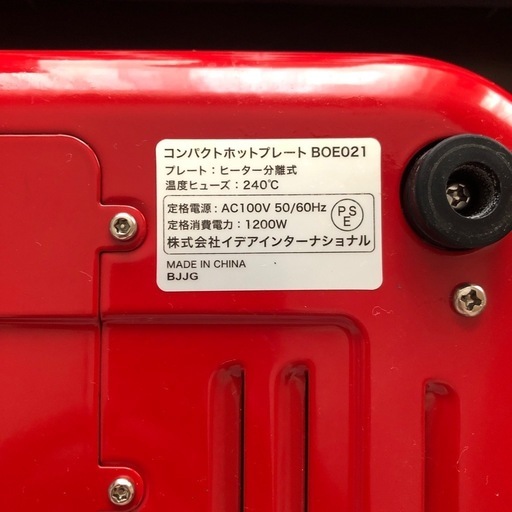 コンパクトホットプレート BOE021
プレート：ヒーター分離式
温度ヒューズ：240℃
定格電源：AC100V 50/60Hz
定格消費電力：1200W
PSE
株式会社イデアインターナショナル
MADE IN CHINA
BJJG